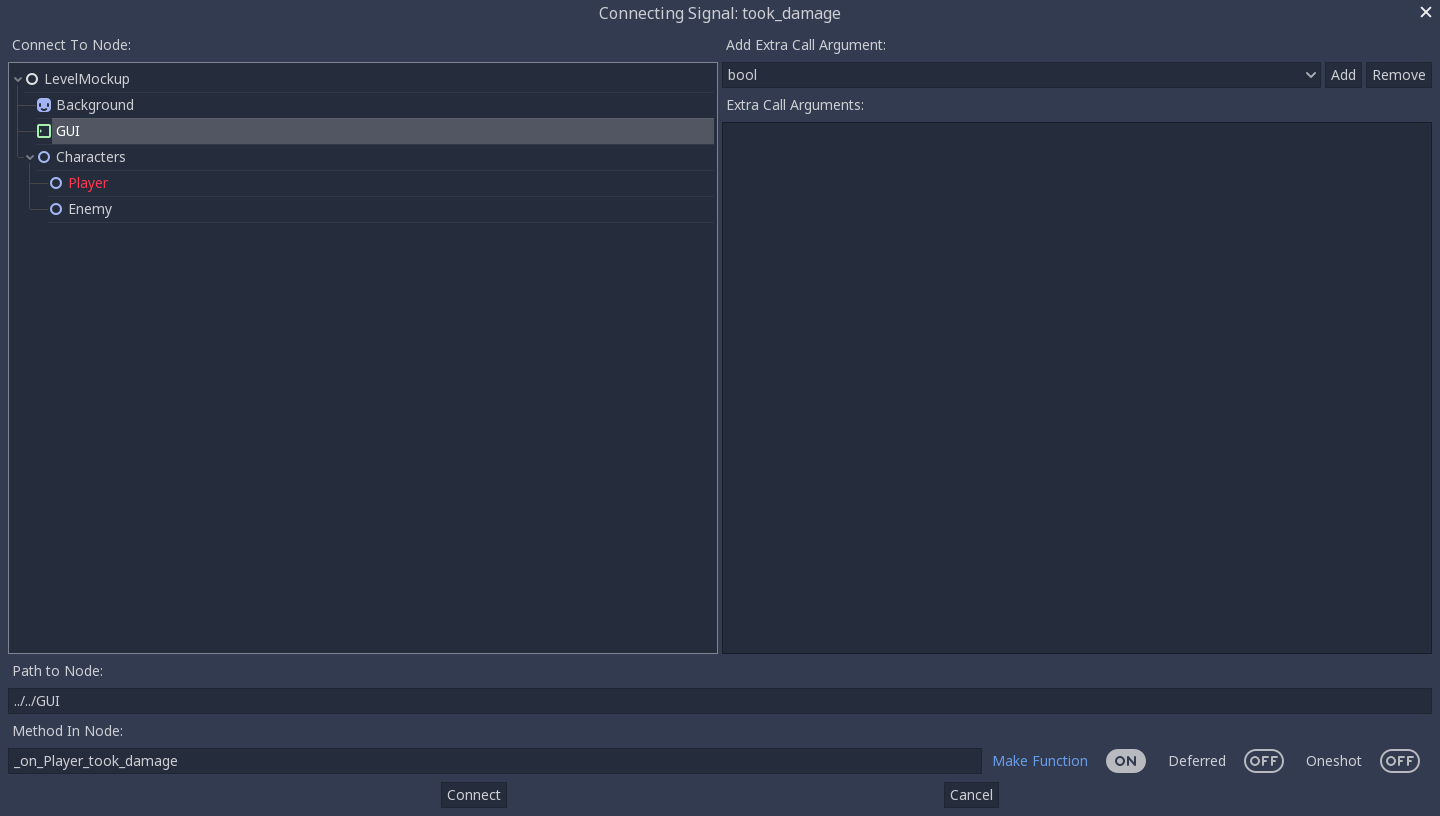 Connecting Signal: took_damage
Connect To Node:
LevelMockup
Background
GUI
Characters
Player
Enemy
Add Extra Call Argument:
bool
Add
Remove
Extra Call Arguments:
Path to Node:
../../GUI
Method In Node:
_on_Player_took_damage
Make Function
ON
Deferred
OFF
Oneshot
OFF
Connect
Cancel